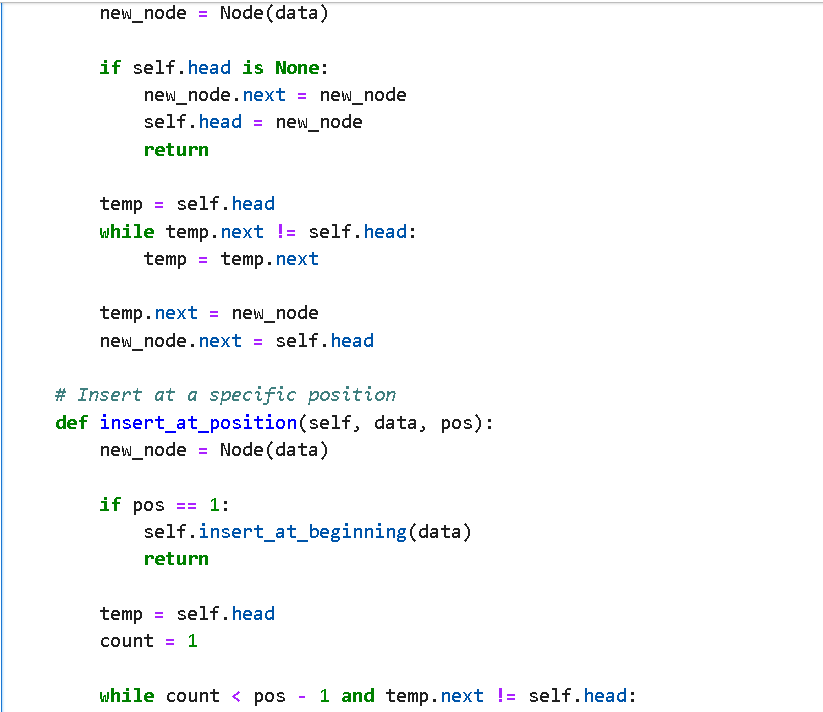 new_node = Node(data)

        if self.head is None:
            new_node.next = new_node
            self.head = new_node
            return

        temp = self.head
        while temp.next != self.head:
            temp = temp.next

        temp.next = new_node
        new_node.next = self.head

    # Insert at a specific position
    def insert_at_position(self, data, pos):
        new_node = Node(data)

        if pos == 1:
            self.insert_at_beginning(data)
            return

        temp = self.head
        count = 1

        while count < pos - 1 and temp.next != self.head: